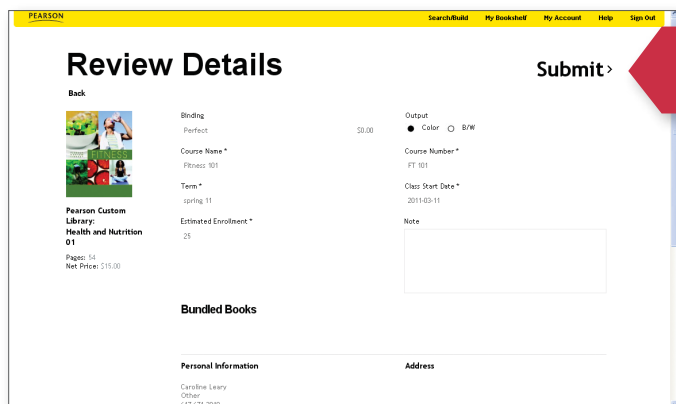 PEARSON
Search/Build My Bookshelf My Account Help Sign Out
Review Details
Submit ›
Back
FITNESS
Pearson Custom
Library:
Health and Nutrition
01
Pages: 54
Net Price: $15.00
Binding
Perfect $0.00
Output
Color B/W
Course Name *
Fitness 101
Course Number *
FT 101
Term *
spring 11
Class Start Date *
2011-03-11
Estimated Enrollment *
25
Note
Bundled Books
Personal Information
Address
Caroline Leary
Other